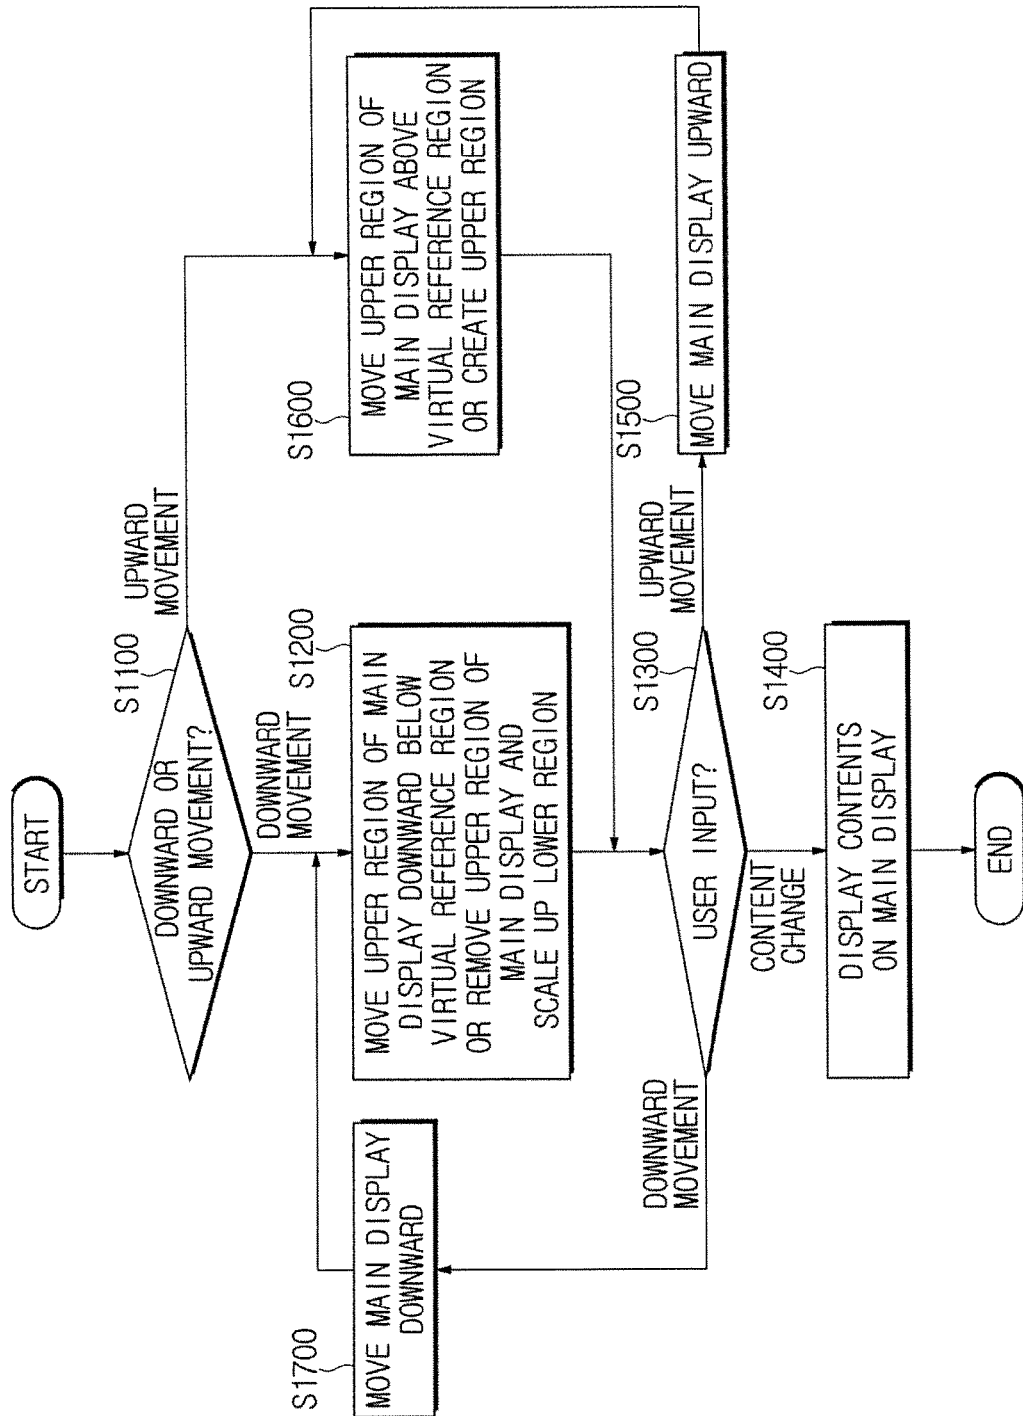 START
DOWNWARD OR
UPWARD MOVEMENT?
S1100
UPWARD
MOVEMENT
DOWNWARD
MOVEMENT
S1200
MOVE UPPER REGION OF MAIN
DISPLAY DOWNWARD BELOW
VIRTUAL REFERENCE REGION
OR REMOVE UPPER REGION OF
MAIN DISPLAY AND
SCALE UP LOWER REGION
S1600
MOVE UPPER REGION OF
MAIN DISPLAY ABOVE
VIRTUAL REFERENCE REGION
OR CREATE UPPER REGION
S1700
MOVE MAIN DISPLAY
DOWNWARD
DOWNWARD
MOVEMENT
USER INPUT?
S1300
UPWARD
MOVEMENT
S1500
MOVE MAIN DISPLAY UPWARD
CONTENT
CHANGE
S1400
DISPLAY CONTENTS
ON MAIN DISPLAY
END